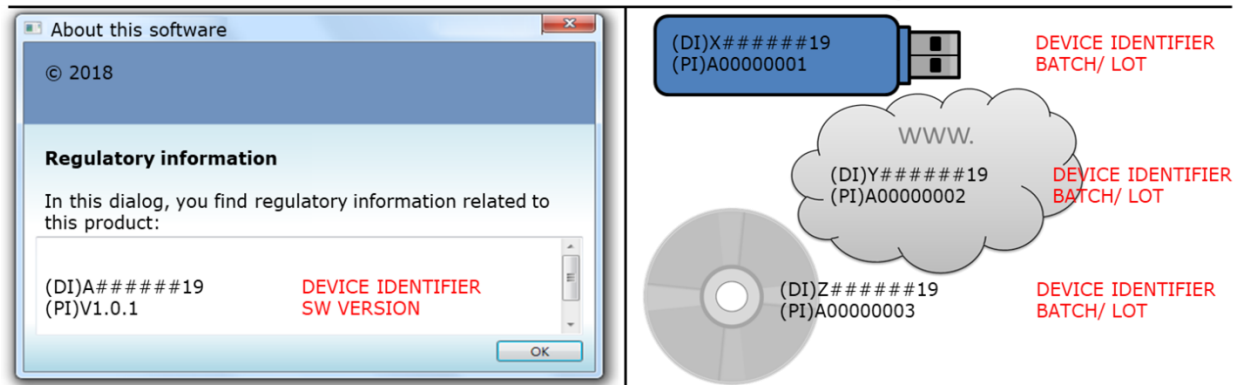 About this software
© 2018
Regulatory information
In this dialog, you find regulatory information related to
this product:
(DI)A######19 DEVICE IDENTIFIER
(PI)V1.0.1 SW VERSION
OK
(DI)X######19 DEVICE IDENTIFIER
(PI)A00000001 BATCH/ LOT
www.
(DI)Y######19 DEVICE IDENTIFIER
(PI)A00000002 BATCH/ LOT
(DI)Z######19 DEVICE IDENTIFIER
(PI)A00000003 BATCH/ LOT